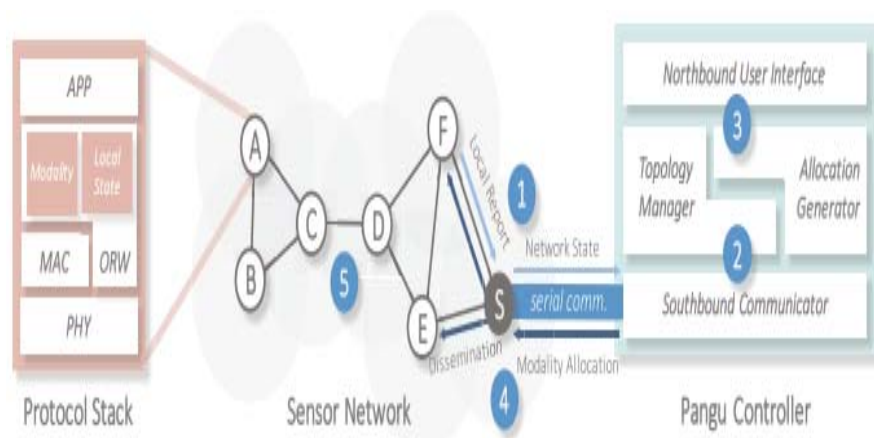 APP
Modality
Local
State
MAC
ORW
PHY
Protocol Stack
A
B
C
D
E
F
S
5
Sensor Network
Local Report
1
Network State
serial comm.
Dissemination
Modality Allocation
4
Northbound User Interface
3
Topology
Manager
Allocation
Generator
2
Southbound Communicator
Pangu Controller